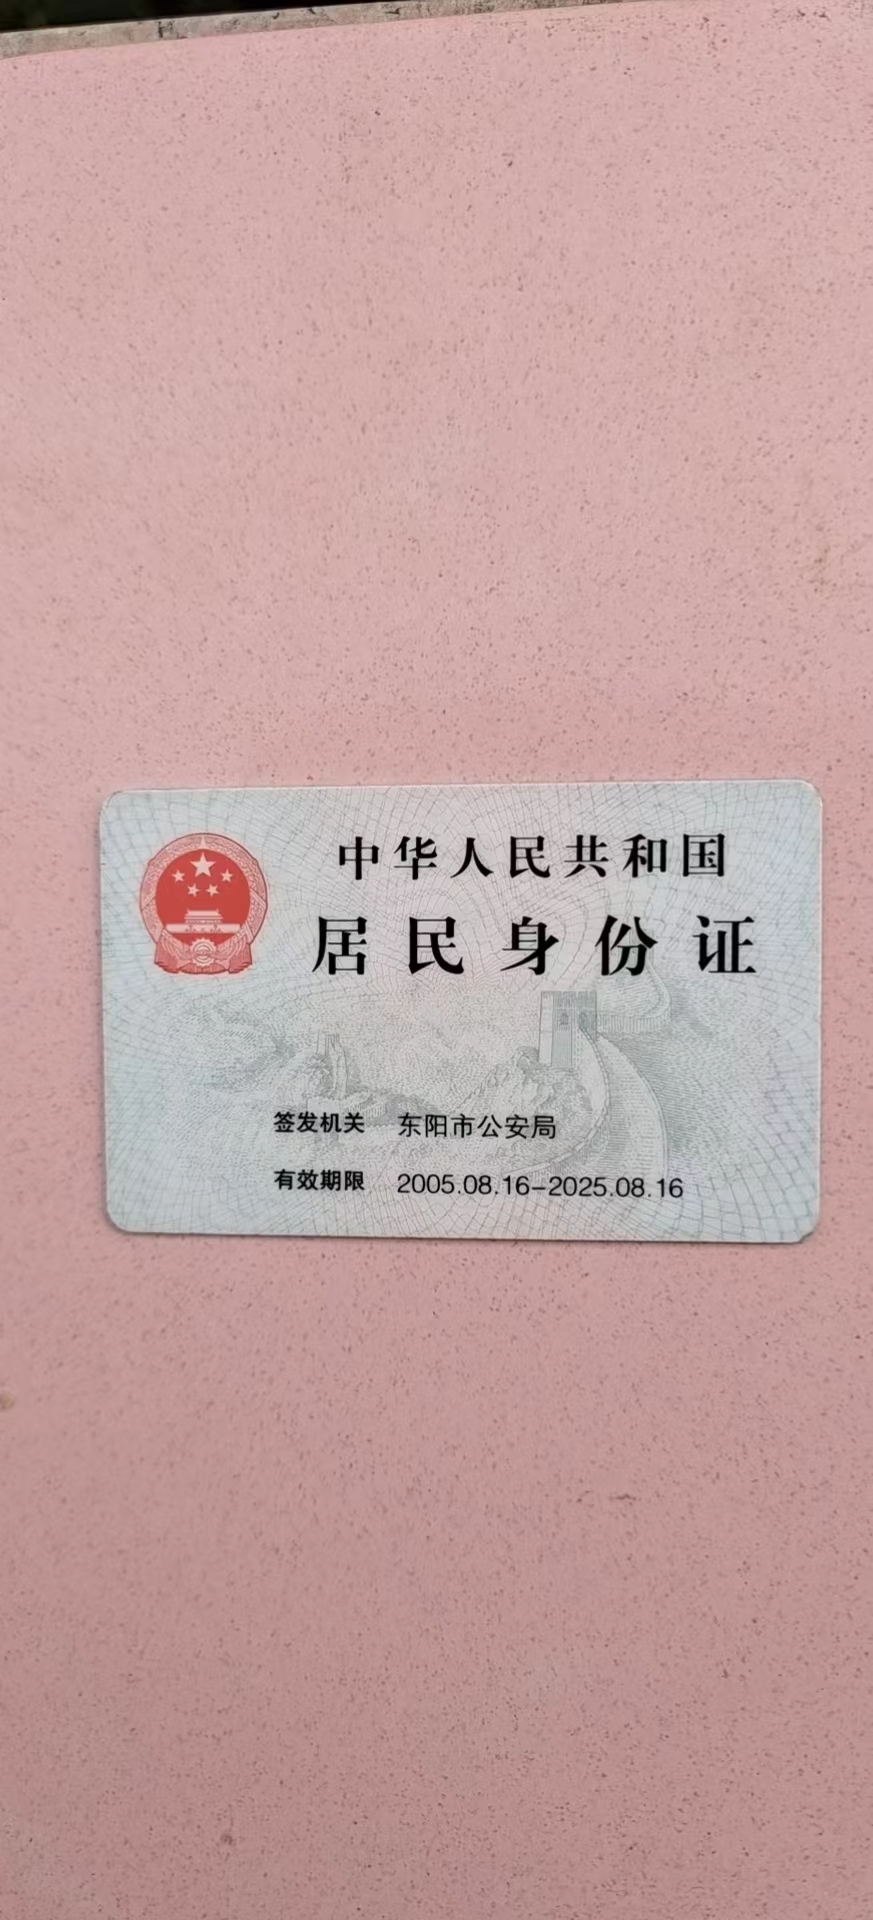 中华人民共和国
居民身份证
签发机关 东阳市公安局
有效期限 2005.08.16-2025.08.16